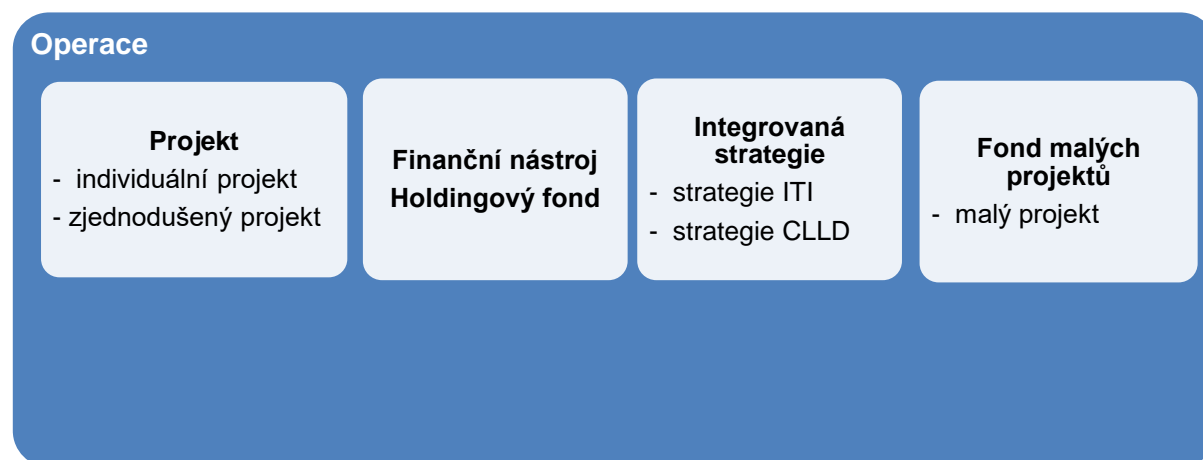 Operace
Projekt
- individuální projekt
- zjednodušený projekt
Finanční nástroj
Holdingový fond
Integrovaná
strategie
- strategie ITI
- strategie CLLD
Fond malých
projektů
- malý projekt